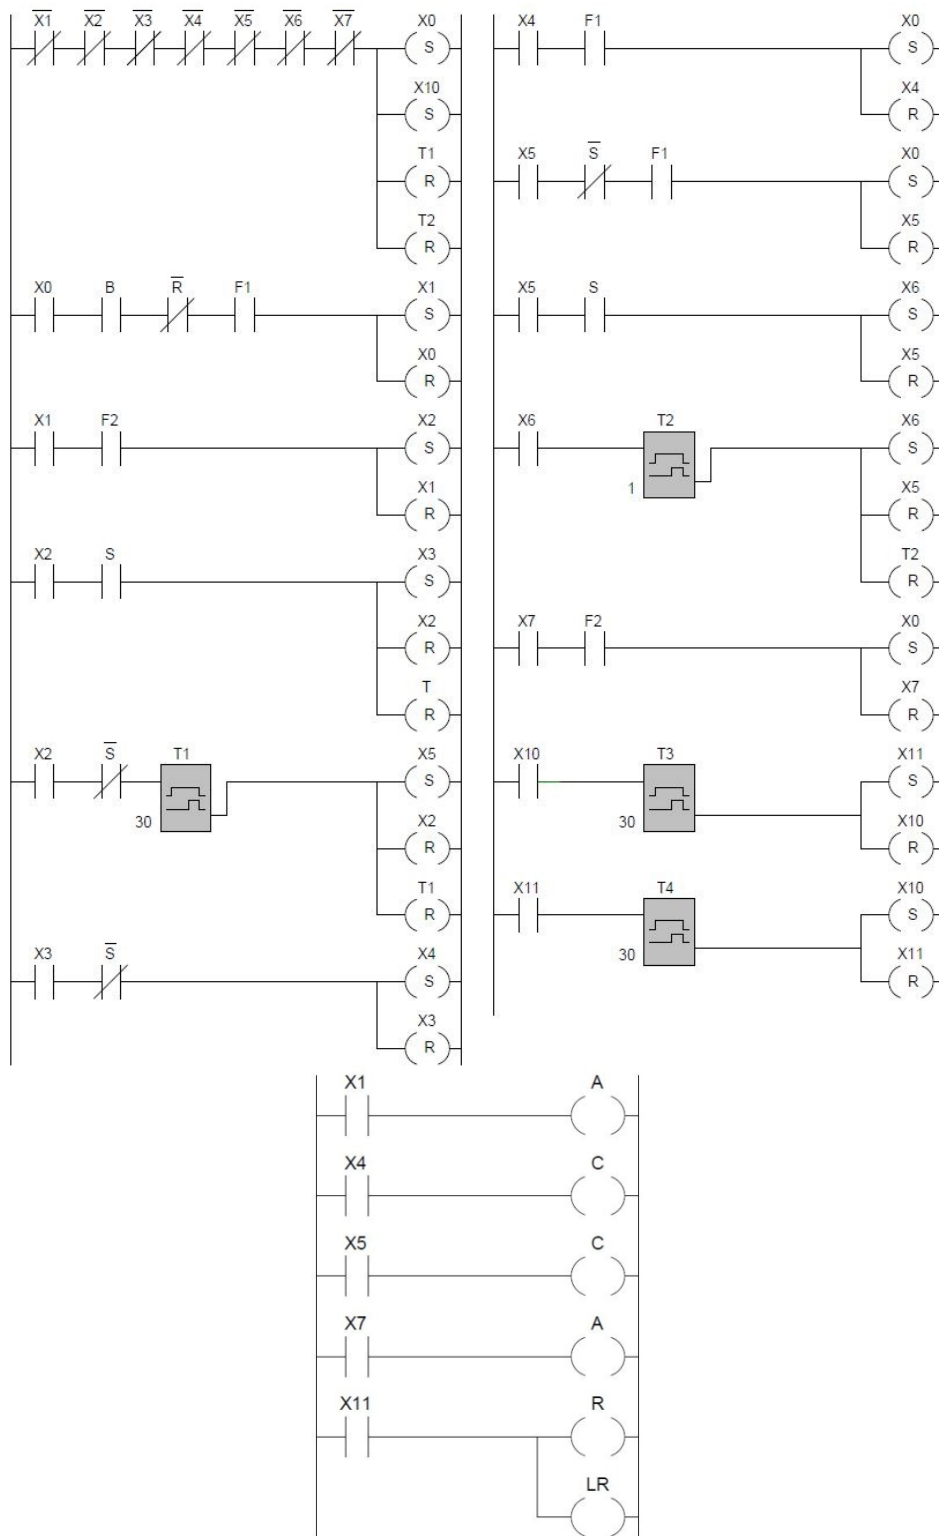 X1 X2 X3 X4 X5 X6 X7 X0
S
X10
S
T1
R
T2
R
X0 B R F1 X1
S
X0
R
X1 F2 X2
S
X1
R
X2 S X3
S
X2
R
T
R
X2 S T1 X5
S
30
X2
R
T1
R
X3 S X4
S
X3
R
X4 F1 X0
S
X4
R
X5 S F1 X0
S
X5
R
X5 S X6
S
X5
R
X6 T2 X6
S
1
X5
R
T2
R
X7 F2 X0
S
X7
R
X10 T3 X11
S
30
X10
R
X11 T4 X10
S
30
X11
R
X1 A
X4 C
X5 C
X7 A
X11 R
LR